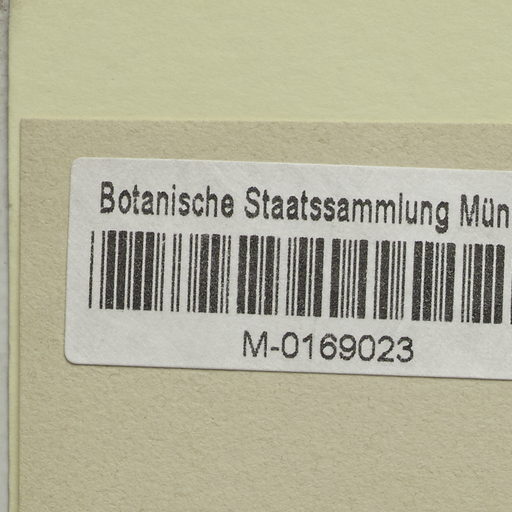 Botanische Staatssammlung Mün
M-0169023